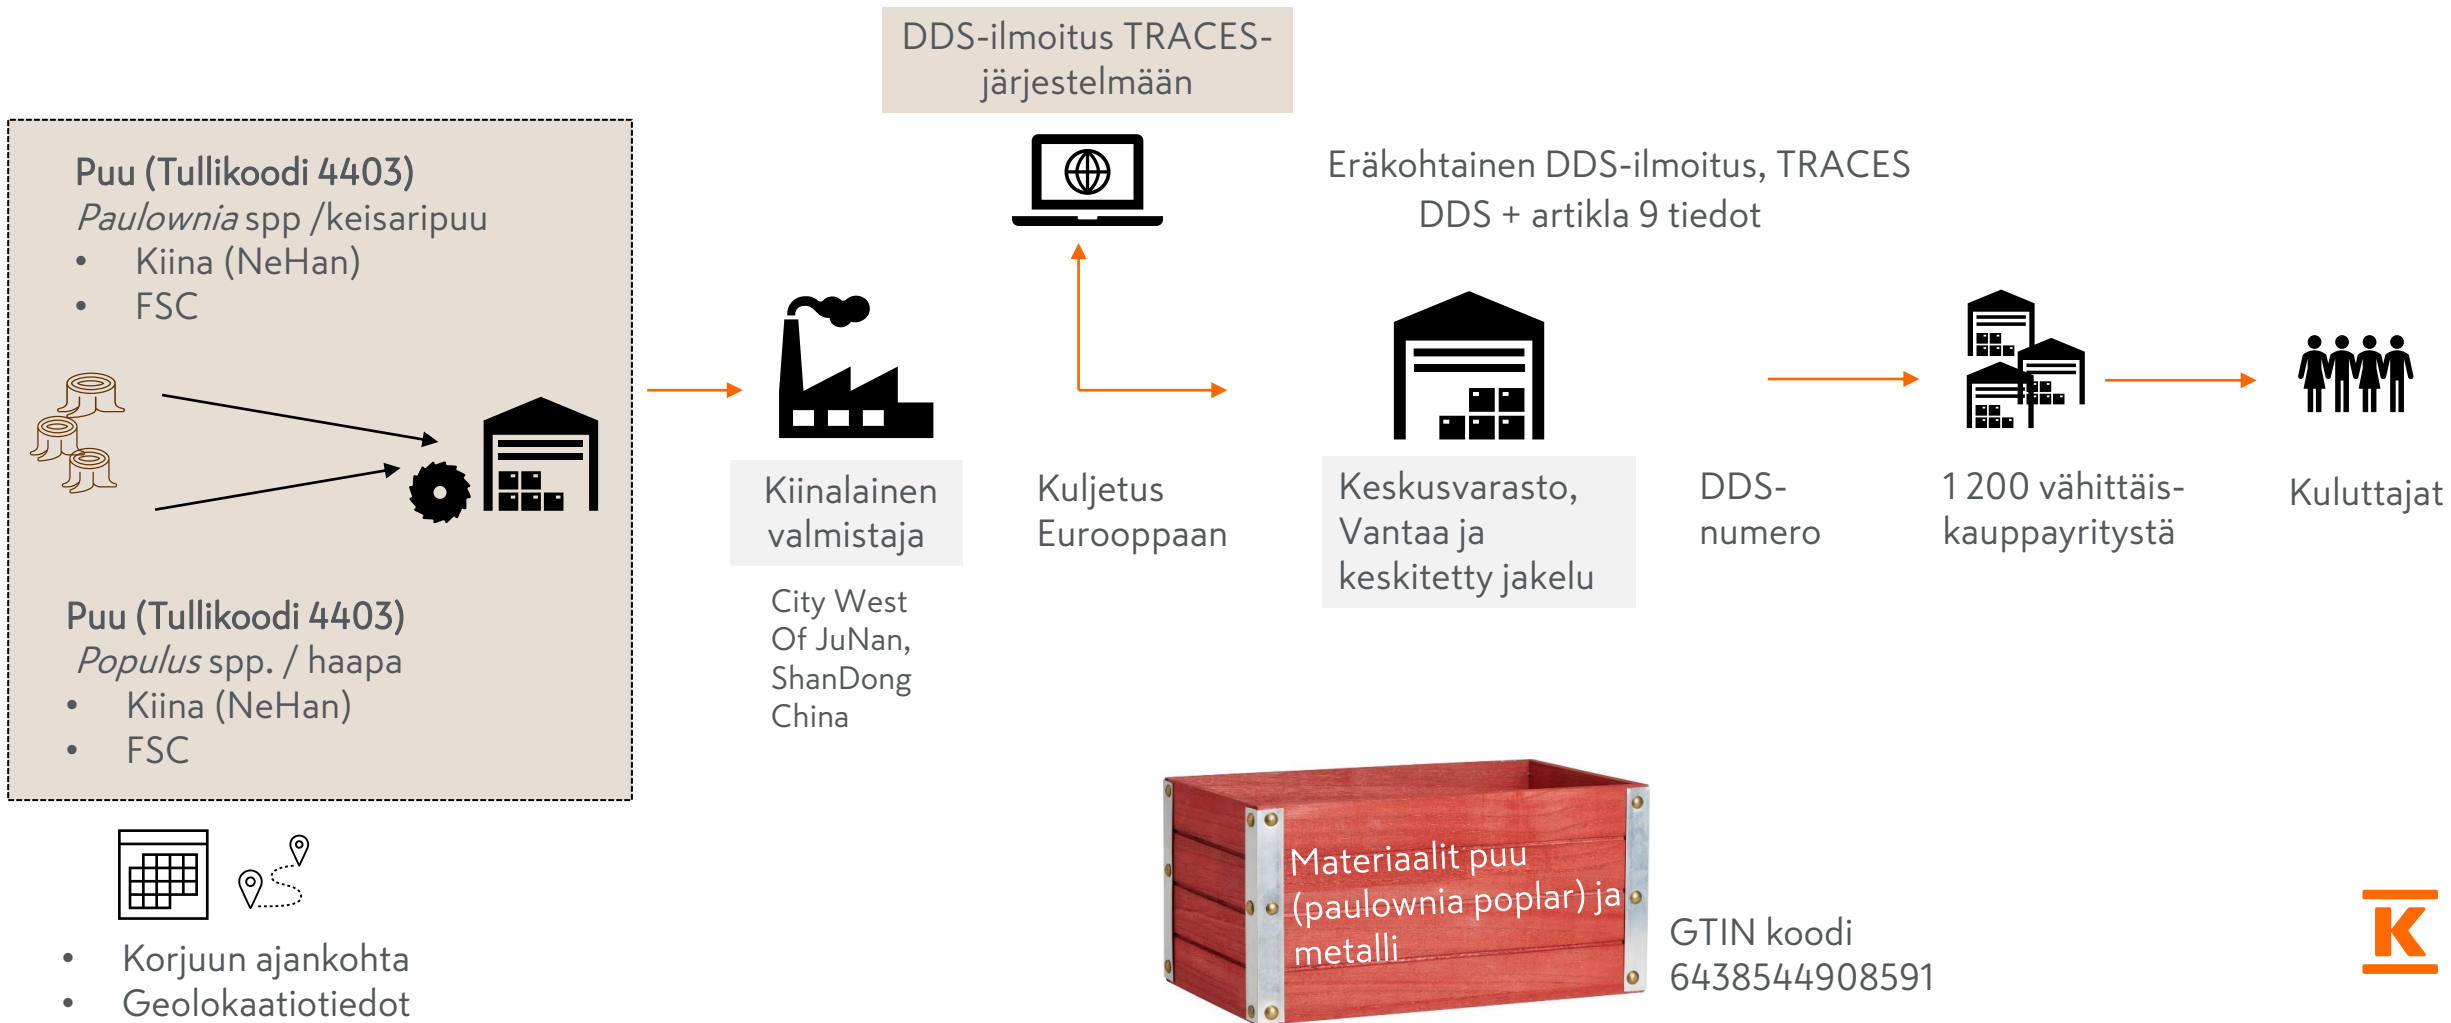 DDS-ilmoitus TRACES-
järjestelmään
Puu (Tullikoodi 4403)
Paulownia spp /keisaripuu
• Kiina (NeHan)
• FSC
Puu (Tullikoodi 4403)
Populus spp. / haapa
• Kiina (NeHan)
• FSC
• Korjuun ajankohta
• Geolokaatiotiedot
Kiinalainen
valmistaja
City West
Of JuNan,
ShanDong
China
Kuljetus
Eurooppaan
Eräkohtainen DDS-ilmoitus, TRACES
DDS + artikla 9 tiedot
Keskusvarasto,
Vantaa ja
keskitetty jakelu
DDS-
numero
1 200 vähittäis-
kauppayritystä
Kuluttajat
Materiaalit puu
(paulownia poplar) ja
metalli
GTIN koodi
6438544908591
K